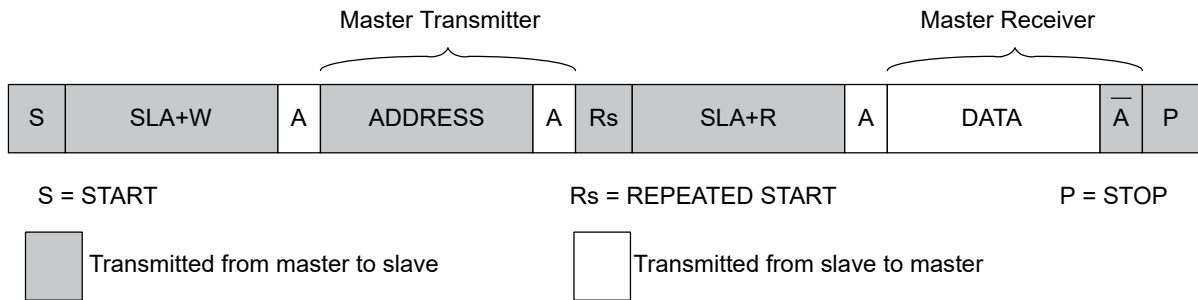 Master Transmitter Master Receiver
S SLA+W A ADDRESS A Rs SLA+R A DATA A̅ P
S = START Rs = REPEATED START P = STOP
Transmitted from master to slave Transmitted from slave to master